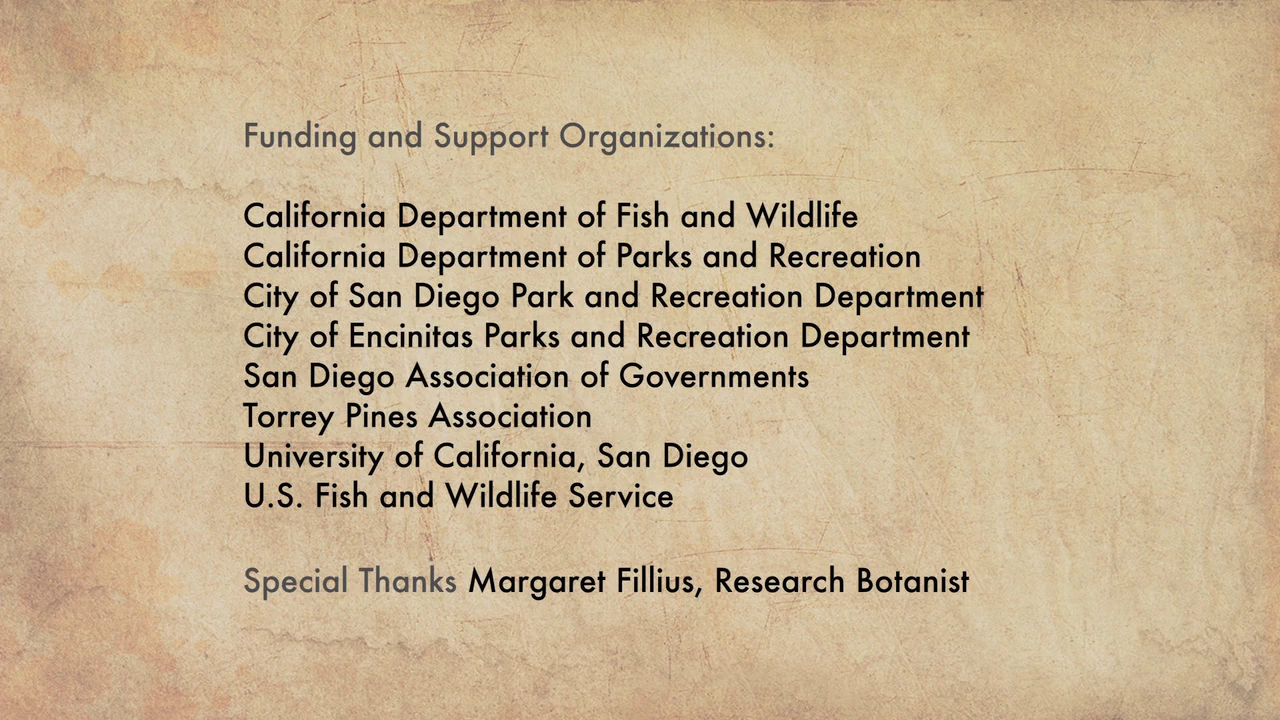 Funding and Support Organizations:
California Department of Fish and Wildlife
California Department of Parks and Recreation
City of San Diego Park and Recreation Department
City of Encinitas Parks and Recreation Department
San Diego Association of Governments
Torrey Pines Association
University of California, San Diego
U.S. Fish and Wildlife Service
Special Thanks Margaret Fillius, Research Botanist